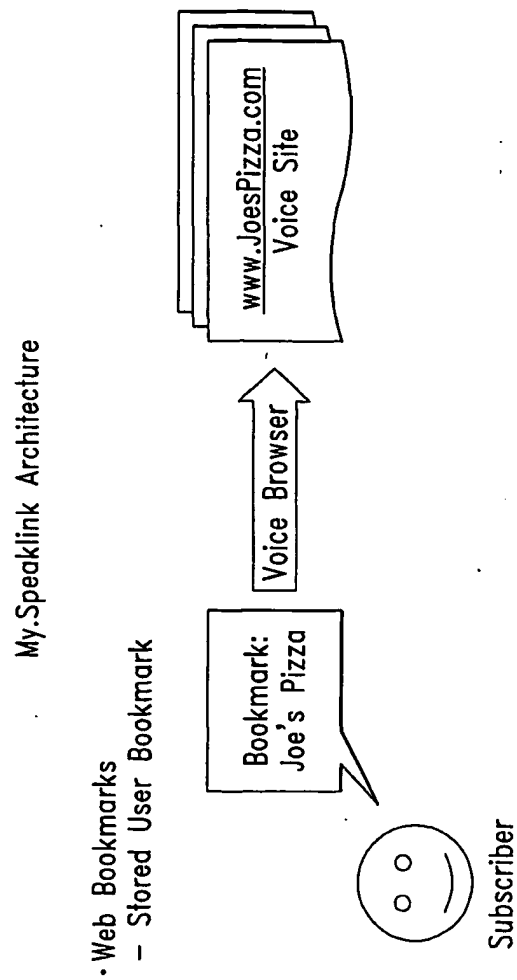 My.Speaklink Architecture
• Web Bookmarks
– Stored User Bookmark
Bookmark:
Joe's Pizza
Subscriber
Voice Browser
www.JoesPizza.com
Voice Site